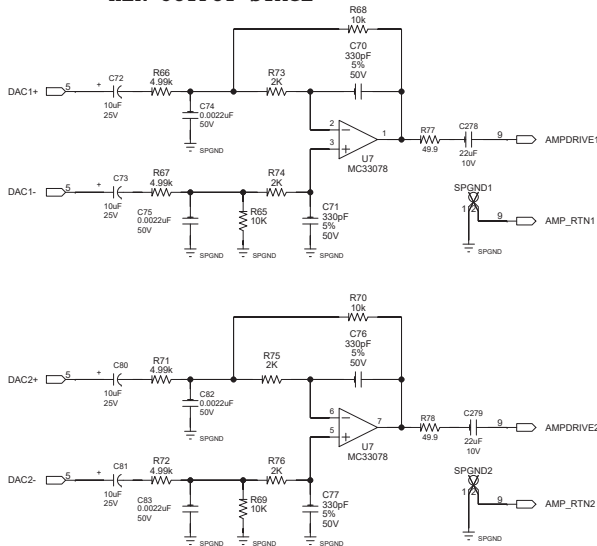 R68
10k
C70
330pF
5%
50V
DAC1+ 5
+ C72
10uF
25V
R66
4.99k
C74
0.0022uF
50V
SPGND
R73
2K
2
3
1
U7
MC33078
R77
49.9
C278
22uF
10V
9 AMPDRIVE1
DAC1- 5
+ C73
10uF
25V
R67
4.99k
C75
0.0022uF
50V
SPGND
R65
10K
SPGND
R74
2K
C71
330pF
5%
50V
SPGND
SPGND1
1 2
SPGND
9 AMP_RTN1
R70
10k
C76
330pF
5%
50V
DAC2+ 5
+ C80
10uF
25V
R71
4.99k
C82
0.0022uF
50V
SPGND
R75
2K
6
5
7
U7
MC33078
R78
49.9
C279
22uF
10V
9 AMPDRIVE2
DAC2- 5
+ C81
10uF
25V
R72
4.99k
C83
0.0022uF
50V
SPGND
R69
10K
SPGND
R76
2K
C77
330pF
5%
50V
SPGND
SPGND2
1 2
SPGND
9 AMP_RTN2